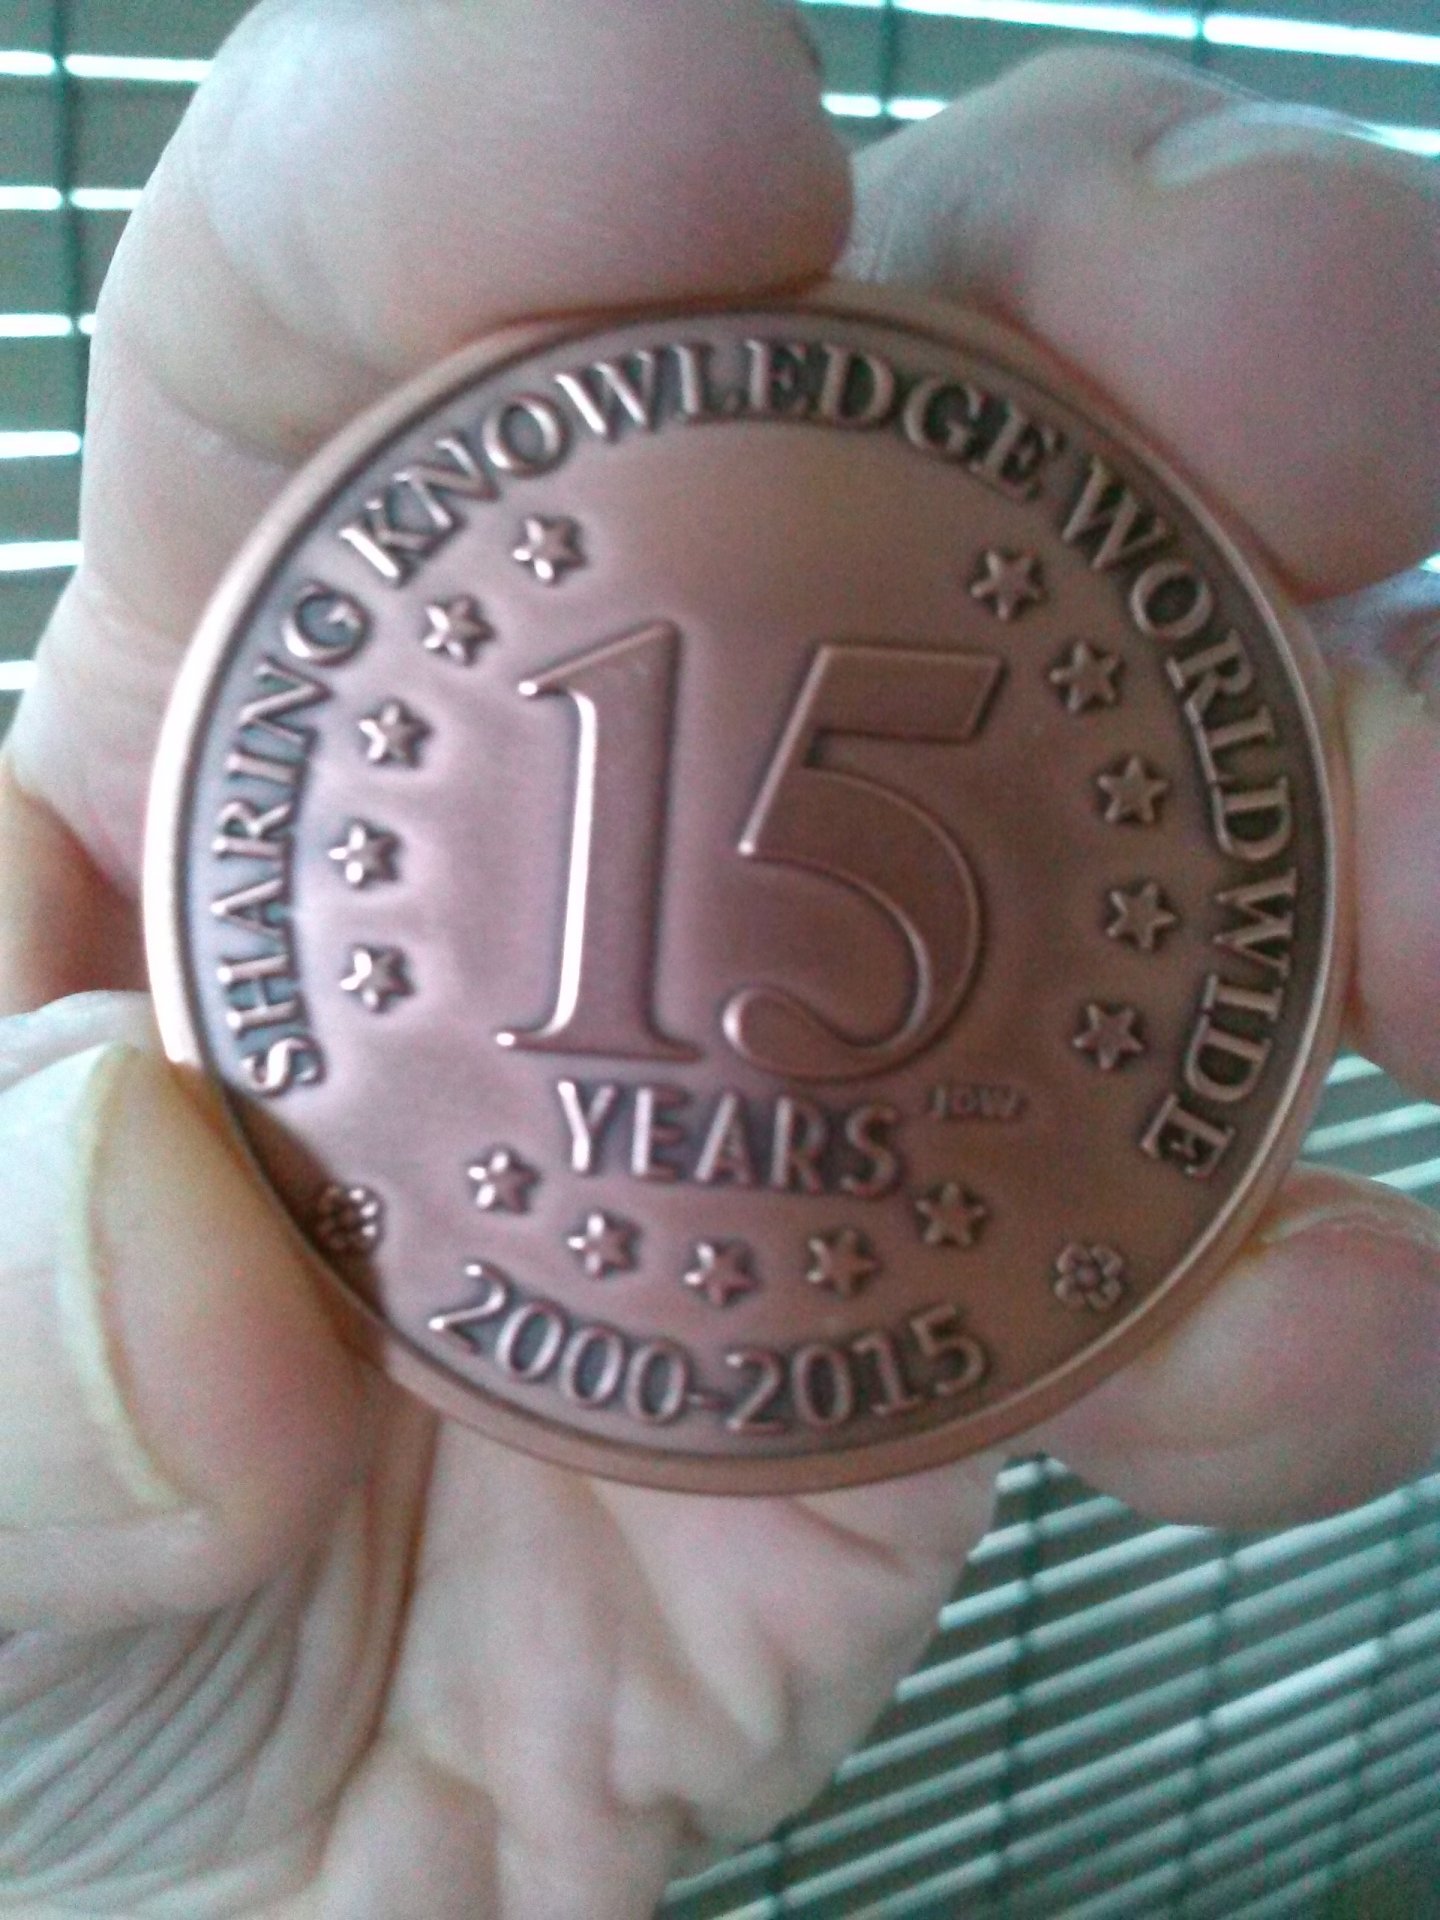 SHARING KNOWLEDGE WORLDWIDE
15
YEARS
2000-2015